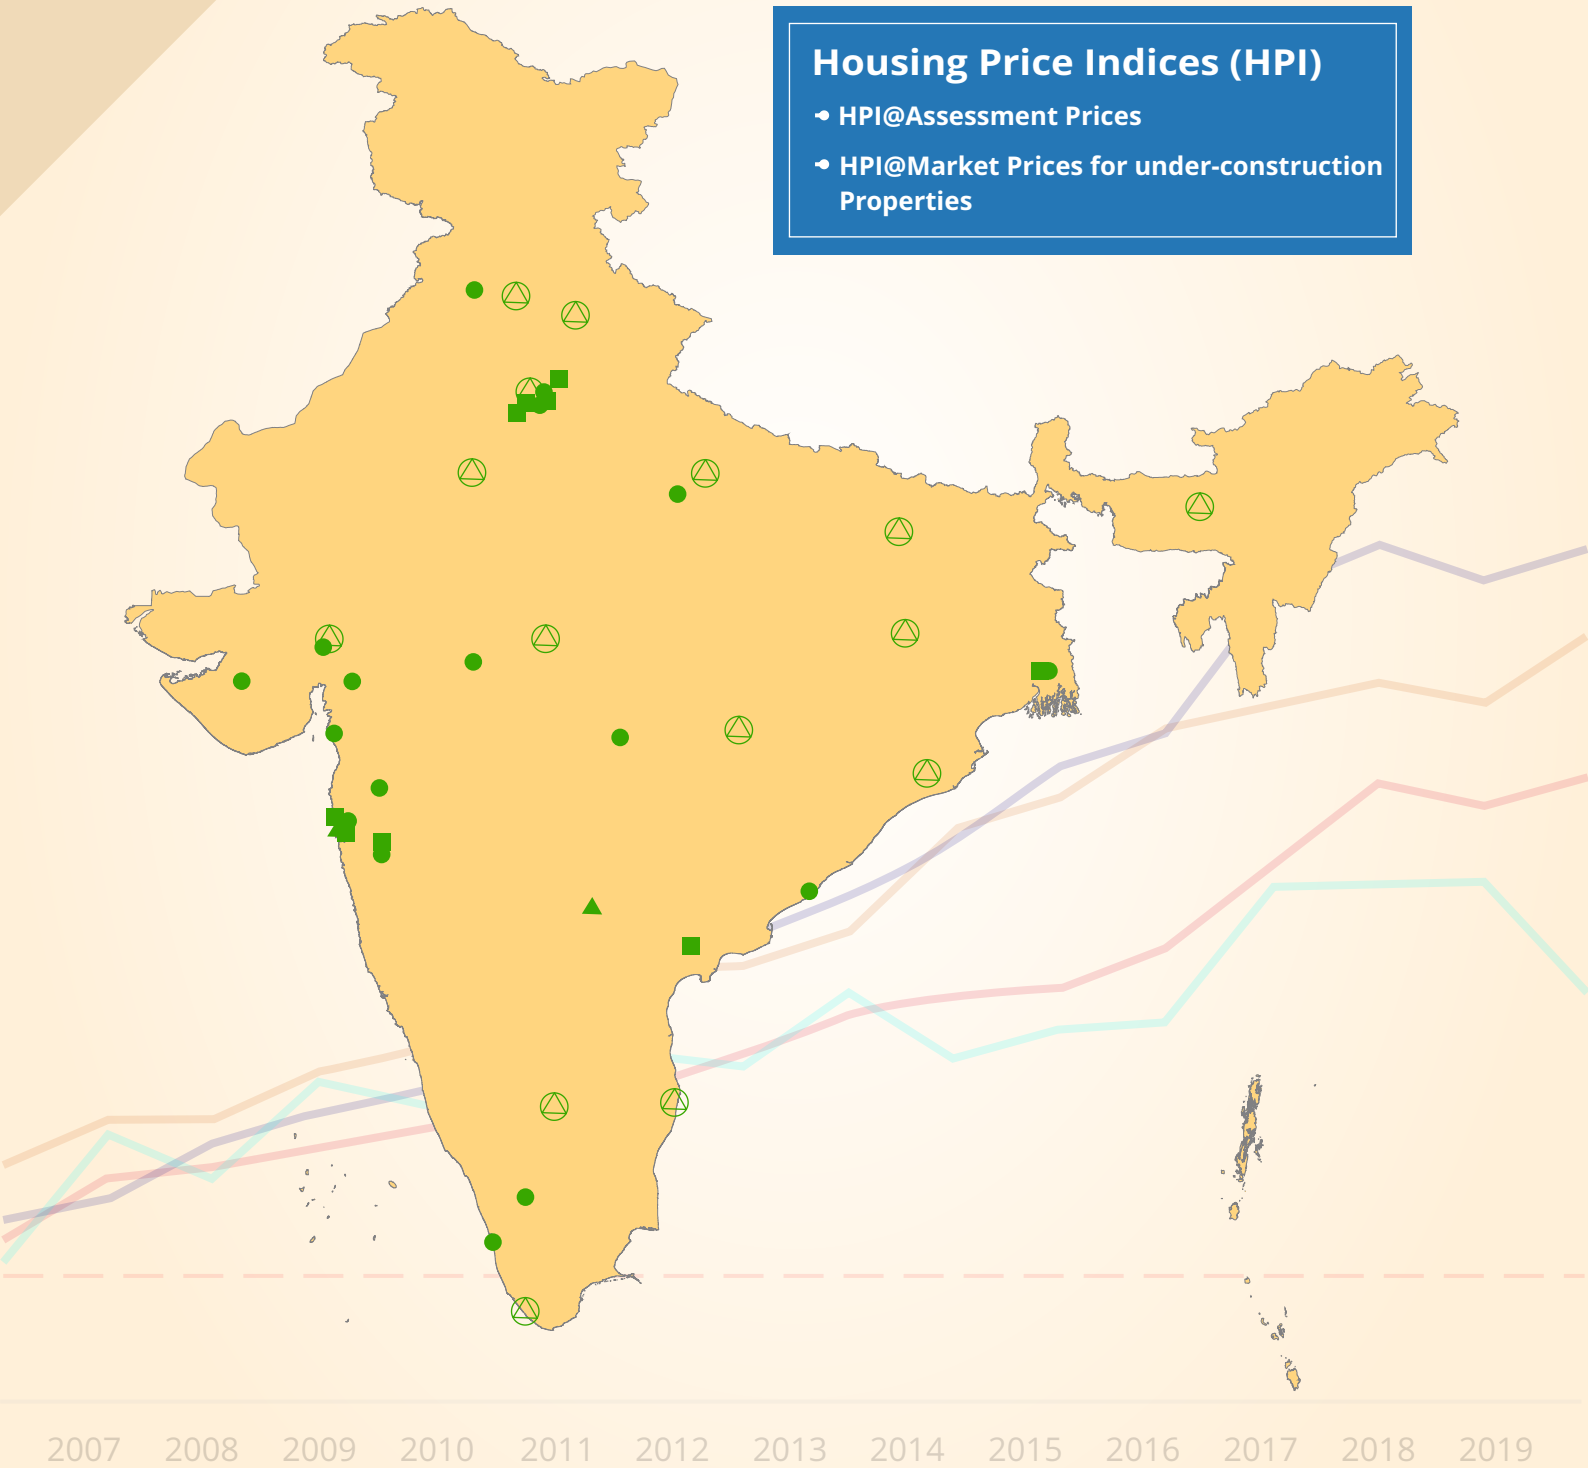 Housing Price Indices (HPI)
HPI@Assessment Prices
HPI@Market Prices for under-construction
Properties
2007 2008 2009 2010 2011 2012 2013 2014 2015 2016 2017 2018 2019